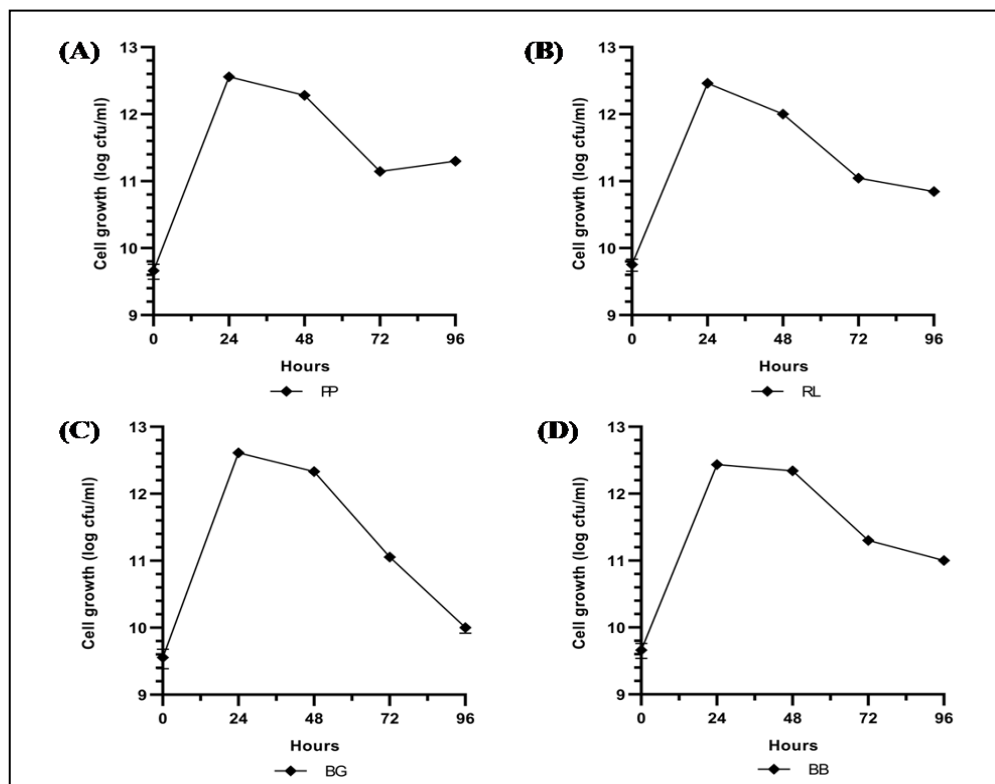 (A)
Cell growth (log cfu/ml)
13
12
11
10
9
0 24 48 72 96
Hours
PP
(B)
Cell growth (log cfu/ml)
13
12
11
10
9
0 24 48 72 96
Hours
RL
(C)
Cell growth (log cfu/ml)
13
12
11
10
9
0 24 48 72 96
Hours
BG
(D)
Cell growth (log cfu/ml)
13
12
11
10
9
0 24 48 72 96
Hours
BB